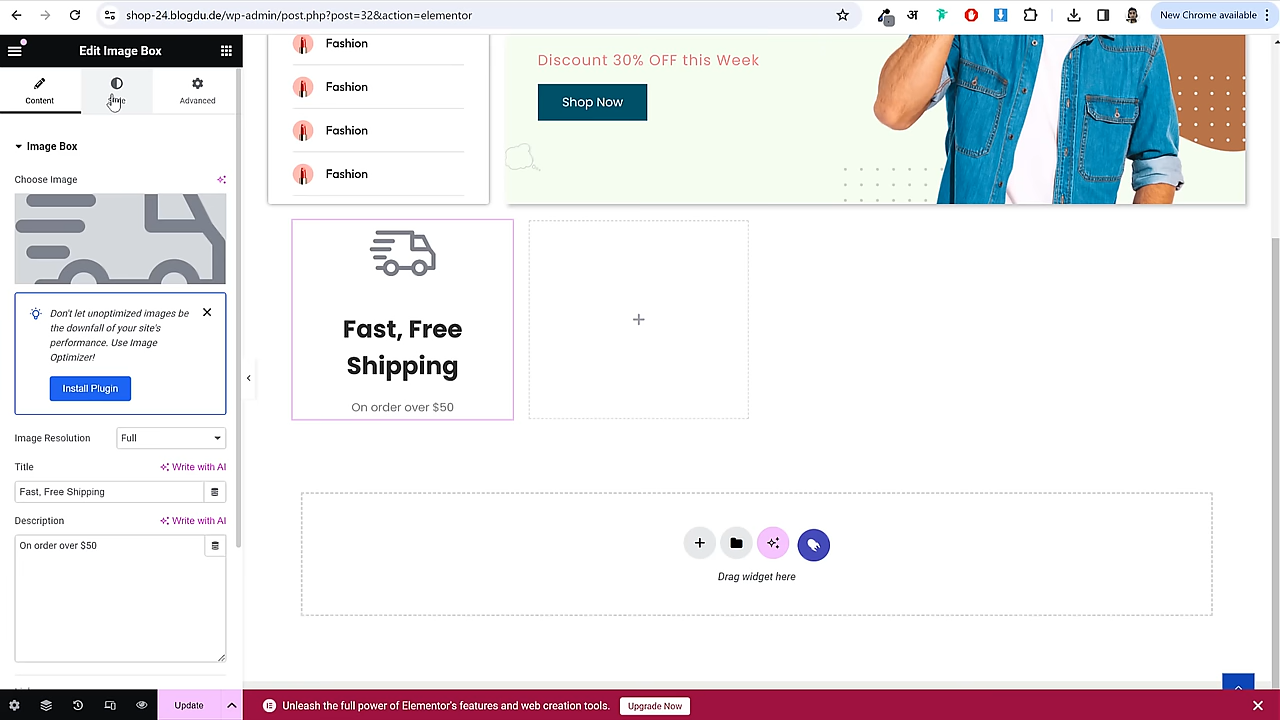 shop-24.blogdu.de/wp-admin/post.php?post=32&action=elementor
अ
New Chrome available
Edit Image Box
Content
Advanced
Image Box
Choose Image
Don't let unoptimized images be
the downfall of your site's
performance. Use Image
Optimizer!
Install Plugin
Image Resolution
Full
Title
Write with AI
Fast, Free Shipping
Description
Write with AI
On order over $50
Update
Fashion
Fashion
Fashion
Fashion
Discount 30% OFF this Week
Shop Now
Fast, Free
Shipping
On order over $50
Drag widget here
Unleash the full power of Elementor's features and web creation tools.
Upgrade Now